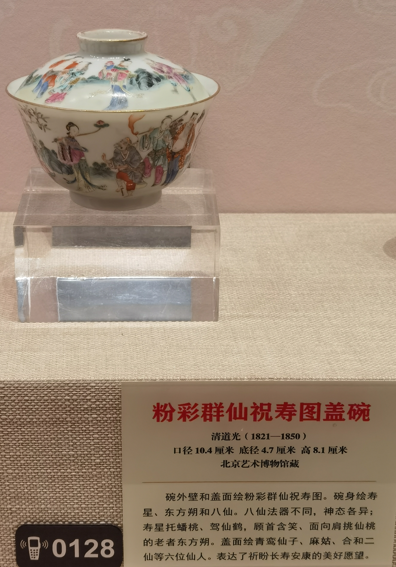 粉彩群仙祝寿图盖碗
清道光（1821—1850）
口径 10.4 厘米 底径 4.7 厘米 高 8.1 厘米
北京艺术博物馆藏
碗外壁和盖面绘粉彩群仙祝寿图。碗身绘寿
星、东方朔和八仙。八仙法器不同，神态各异；
寿星托蟠桃、驾仙鹤，顾首含笑、面向肩挑仙桃
的老者东方朔。盖面绘青鸾仙子、麻姑、合和二
仙等六位仙人。表达了祈盼长寿安康的美好愿望。
0128